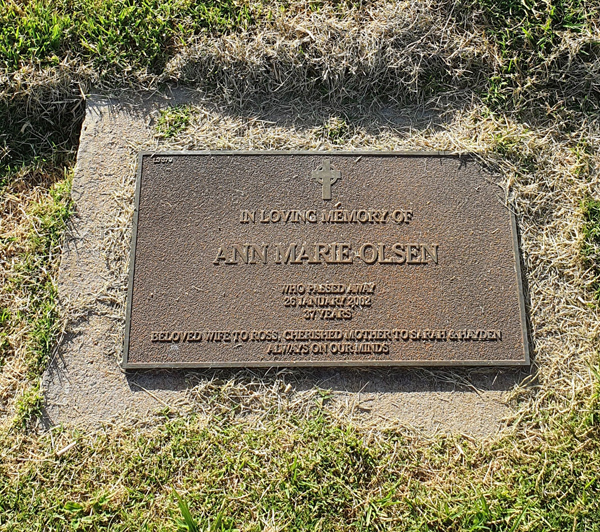 IN LOVING MEMORY OF
ANN MARIE OLSEN
WHO PASSED AWAY
26 JANUARY 2002
37 YEARS
BELOVED WIFE TO ROSS, CHERISHED MOTHER TO SARAH & HAYDEN
ALWAYS ON OUR MINDS